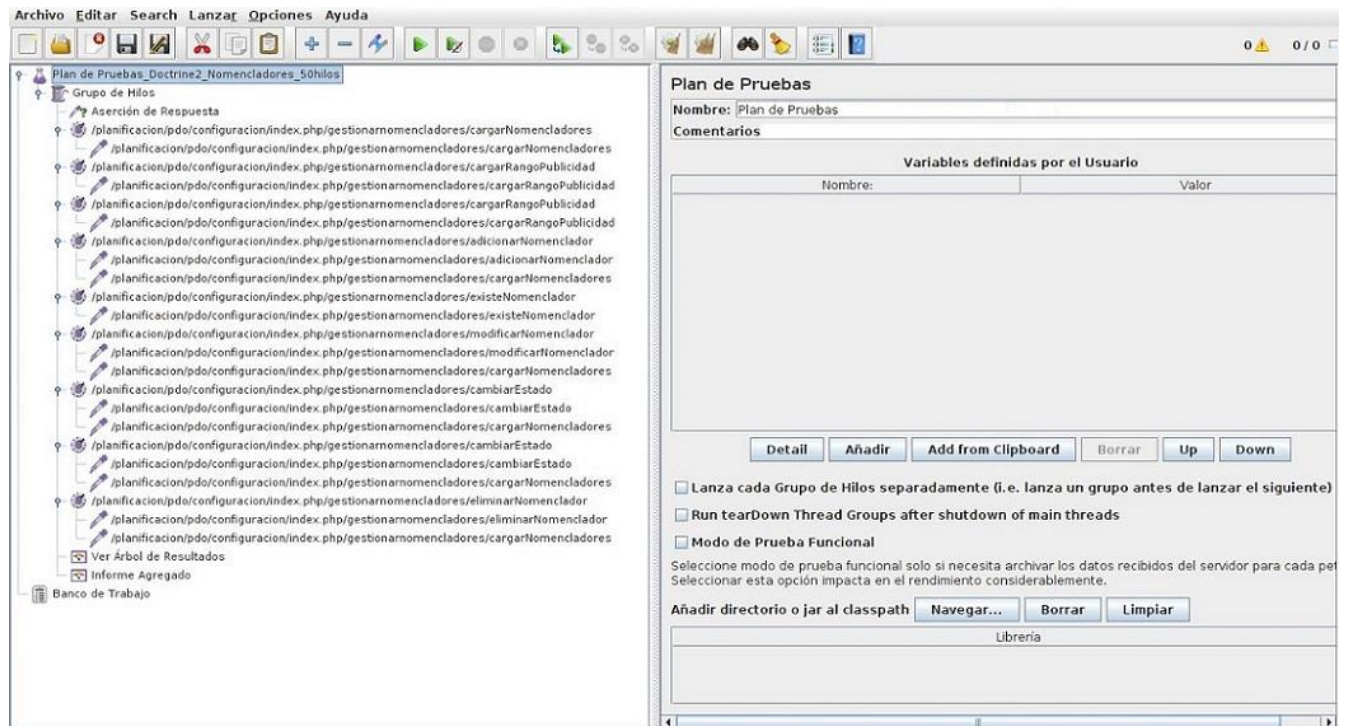 Archivo Editar Search Lanzar Opciones Ayuda
0 0 / 0
Plan de Pruebas_Doctrine2_Nomencladores_50hilos
Grupo de Hilos
Aserción de Respuesta
/planificacion/pdo/configuracion/index.php/gestionarnomencladores/cargarNomencladores
/planificacion/pdo/configuracion/index.php/gestionarnomencladores/cargarNomencladores
/planificacion/pdo/configuracion/index.php/gestionarnomencladores/cargarRangoPublicidad
/planificacion/pdo/configuracion/index.php/gestionarnomencladores/cargarRangoPublicidad
/planificacion/pdo/configuracion/index.php/gestionarnomencladores/cargarRangoPublicidad
/planificacion/pdo/configuracion/index.php/gestionarnomencladores/cargarRangoPublicidad
/planificacion/pdo/configuracion/index.php/gestionarnomencladores/adicionarNomenclador
/planificacion/pdo/configuracion/index.php/gestionarnomencladores/adicionarNomenclador
/planificacion/pdo/configuracion/index.php/gestionarnomencladores/cargarNomencladores
/planificacion/pdo/configuracion/index.php/gestionarnomencladores/existeNomenclador
/planificacion/pdo/configuracion/index.php/gestionarnomencladores/existeNomenclador
/planificacion/pdo/configuracion/index.php/gestionarnomencladores/modificarNomenclador
/planificacion/pdo/configuracion/index.php/gestionarnomencladores/modificarNomenclador
/planificacion/pdo/configuracion/index.php/gestionarnomencladores/cargarNomencladores
/planificacion/pdo/configuracion/index.php/gestionarnomencladores/cambiarEstado
/planificacion/pdo/configuracion/index.php/gestionarnomencladores/cambiarEstado
/planificacion/pdo/configuracion/index.php/gestionarnomencladores/cargarNomencladores
/planificacion/pdo/configuracion/index.php/gestionarnomencladores/cambiarEstado
/planificacion/pdo/configuracion/index.php/gestionarnomencladores/cambiarEstado
/planificacion/pdo/configuracion/index.php/gestionarnomencladores/cargarNomencladores
/planificacion/pdo/configuracion/index.php/gestionarnomencladores/eliminarNomenclador
/planificacion/pdo/configuracion/index.php/gestionarnomencladores/eliminarNomenclador
/planificacion/pdo/configuracion/index.php/gestionarnomencladores/cargarNomencladores
Ver Árbol de Resultados
Informe Agregado
Banco de Trabajo
Plan de Pruebas
Nombre: Plan de Pruebas
Comentarios
Variables definidas por el Usuario
Nombre: Valor
Detail Añadir Add from Clipboard Borrar Up Down
Lanza cada Grupo de Hilos separadamente (i.e. lanza un grupo antes de lanzar el siguiente)
Run tearDown Thread Groups after shutdown of main threads
Modo de Prueba Funcional
Seleccione modo de prueba funcional solo si necesita archivar los datos recibidos del servidor para cada pet
Seleccionar esta opción impacta en el rendimiento considerablemente.
Añadir directorio o jar al classpath Navegar... Borrar Limpiar
Librería